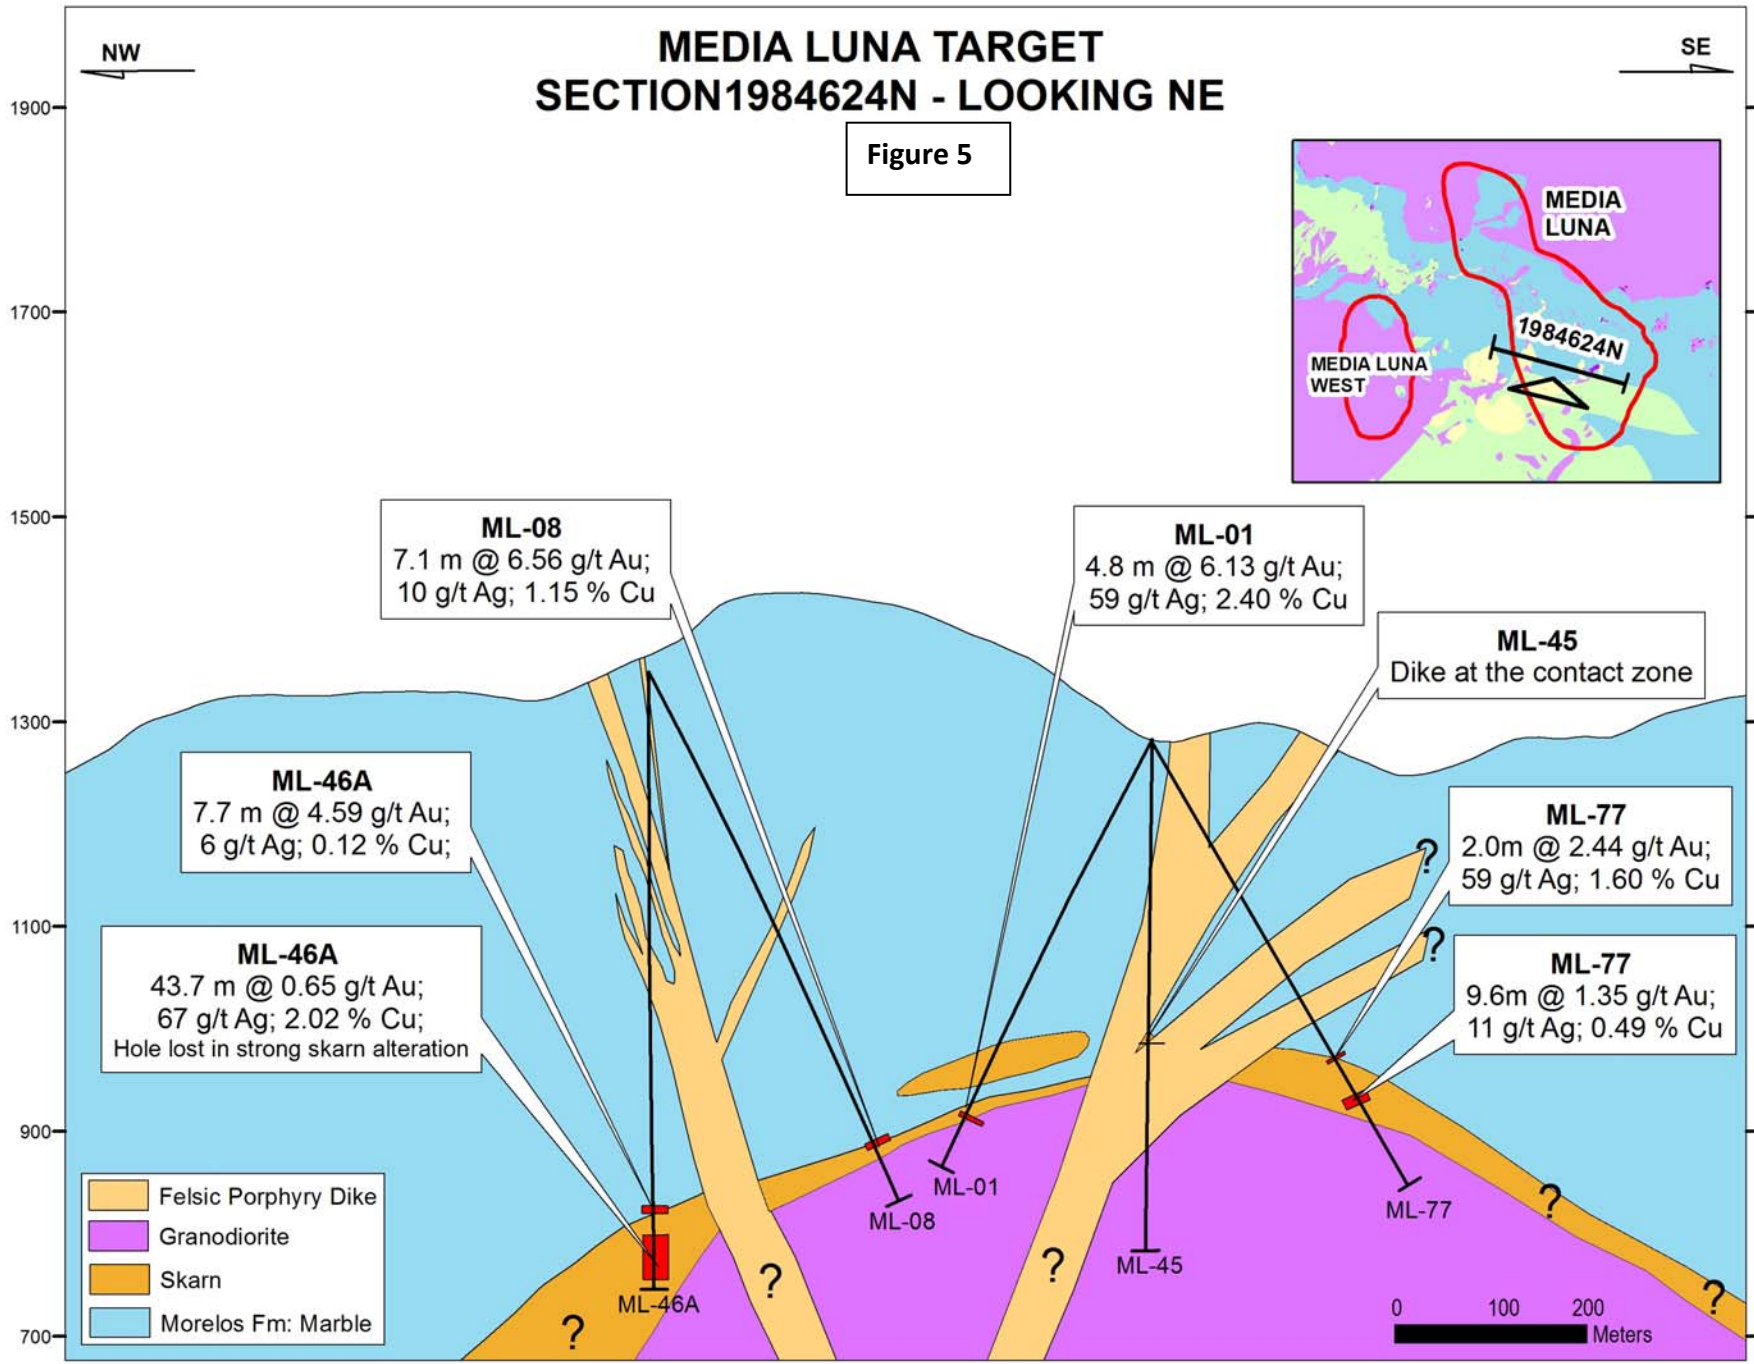 MEDIA LUNA TARGET
SECTION1984624N - LOOKING NE
NW
SE
Figure 5
1900
1700
1500
1300
1100
900
700
MEDIA
LUNA
1984624N
MEDIA LUNA
WEST
ML-08
7.1 m @ 6.56 g/t Au;
10 g/t Ag; 1.15 % Cu
ML-01
4.8 m @ 6.13 g/t Au;
59 g/t Ag; 2.40 % Cu
ML-45
Dike at the contact zone
ML-46A
7.7 m @ 4.59 g/t Au;
6 g/t Ag; 0.12 % Cu;
ML-77
2.0m @ 2.44 g/t Au;
59 g/t Ag; 1.60 % Cu
ML-46A
43.7 m @ 0.65 g/t Au;
67 g/t Ag; 2.02 % Cu;
Hole lost in strong skarn alteration
ML-77
9.6m @ 1.35 g/t Au;
11 g/t Ag; 0.49 % Cu
?
?
ML-01
ML-08
ML-77
ML-45
ML-46A
?
?
?
?
?
Felsic Porphyry Dike
Granodiorite
Skarn
Morelos Fm: Marble
0 100 200
Meters